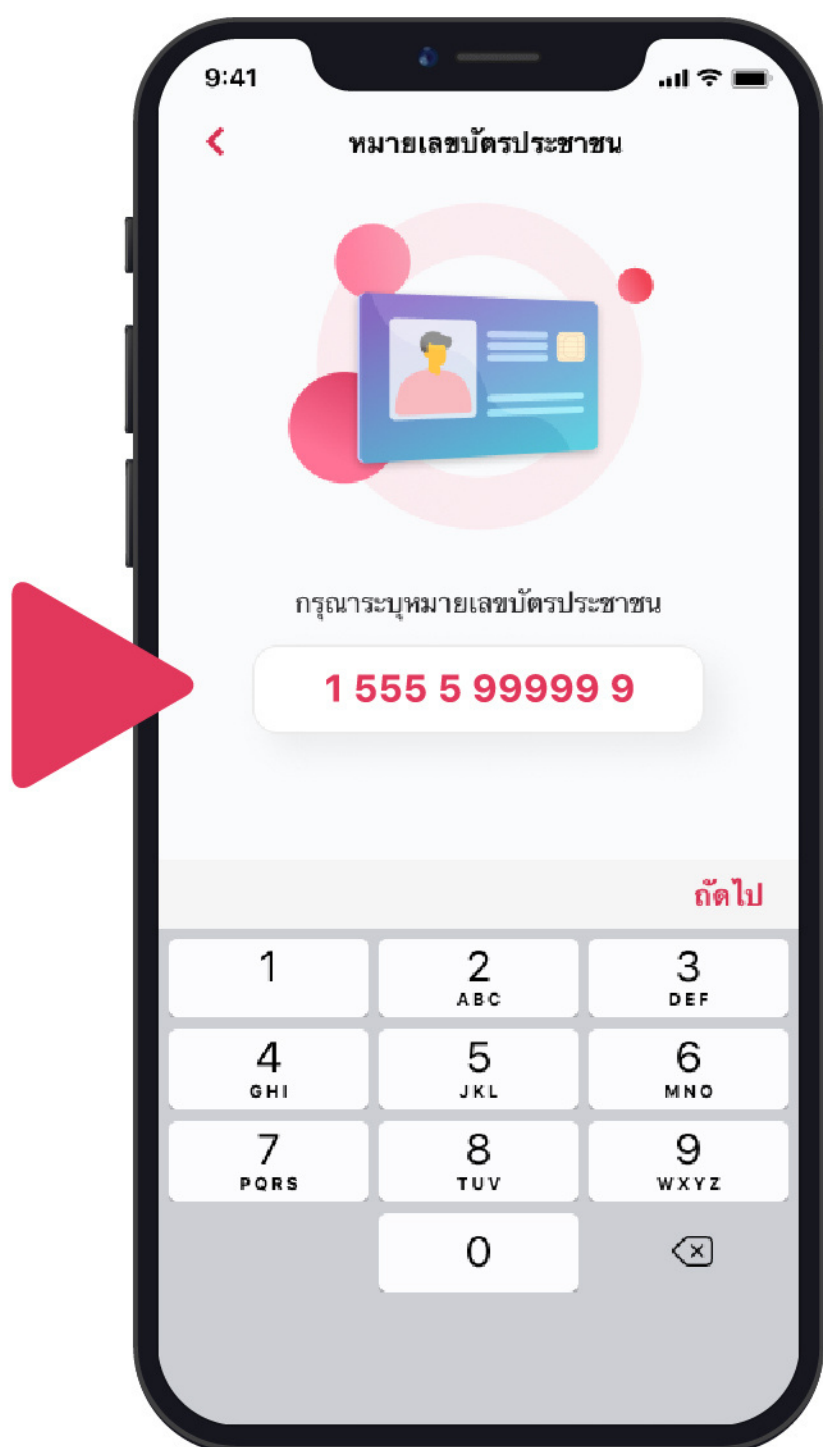 9:41
หมายเลขบัตรประชาชน
กรุณาระบุหมายเลขบัตรประชาชน
1 555 5 99999 9
ถัดไป
1 2 3
ABC DEF
4 5 6
GHI JKL MNO
7 8 9
PQRS TUV WXYZ
0